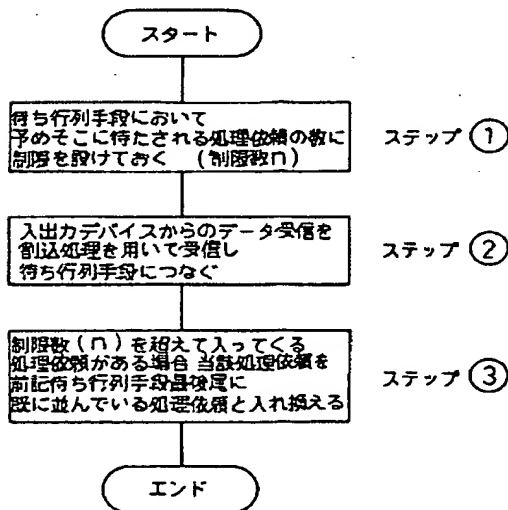 スタート
待ち行列手段において
予めそこに待たされる処理依頼の数に
制限を設けておく （制限数n）
ステップ ①
入出力デバイスからのデータ受信を
割込処理を用いて受信し
待ち行列手段につなぐ
ステップ ②
制限数（n）を超えて入ってくる
処理依頼がある場合 当該処理依頼を
前記待ち行列手段最後尾に
既に並んでいる処理依頼と入れ換える
ステップ ③
エンド